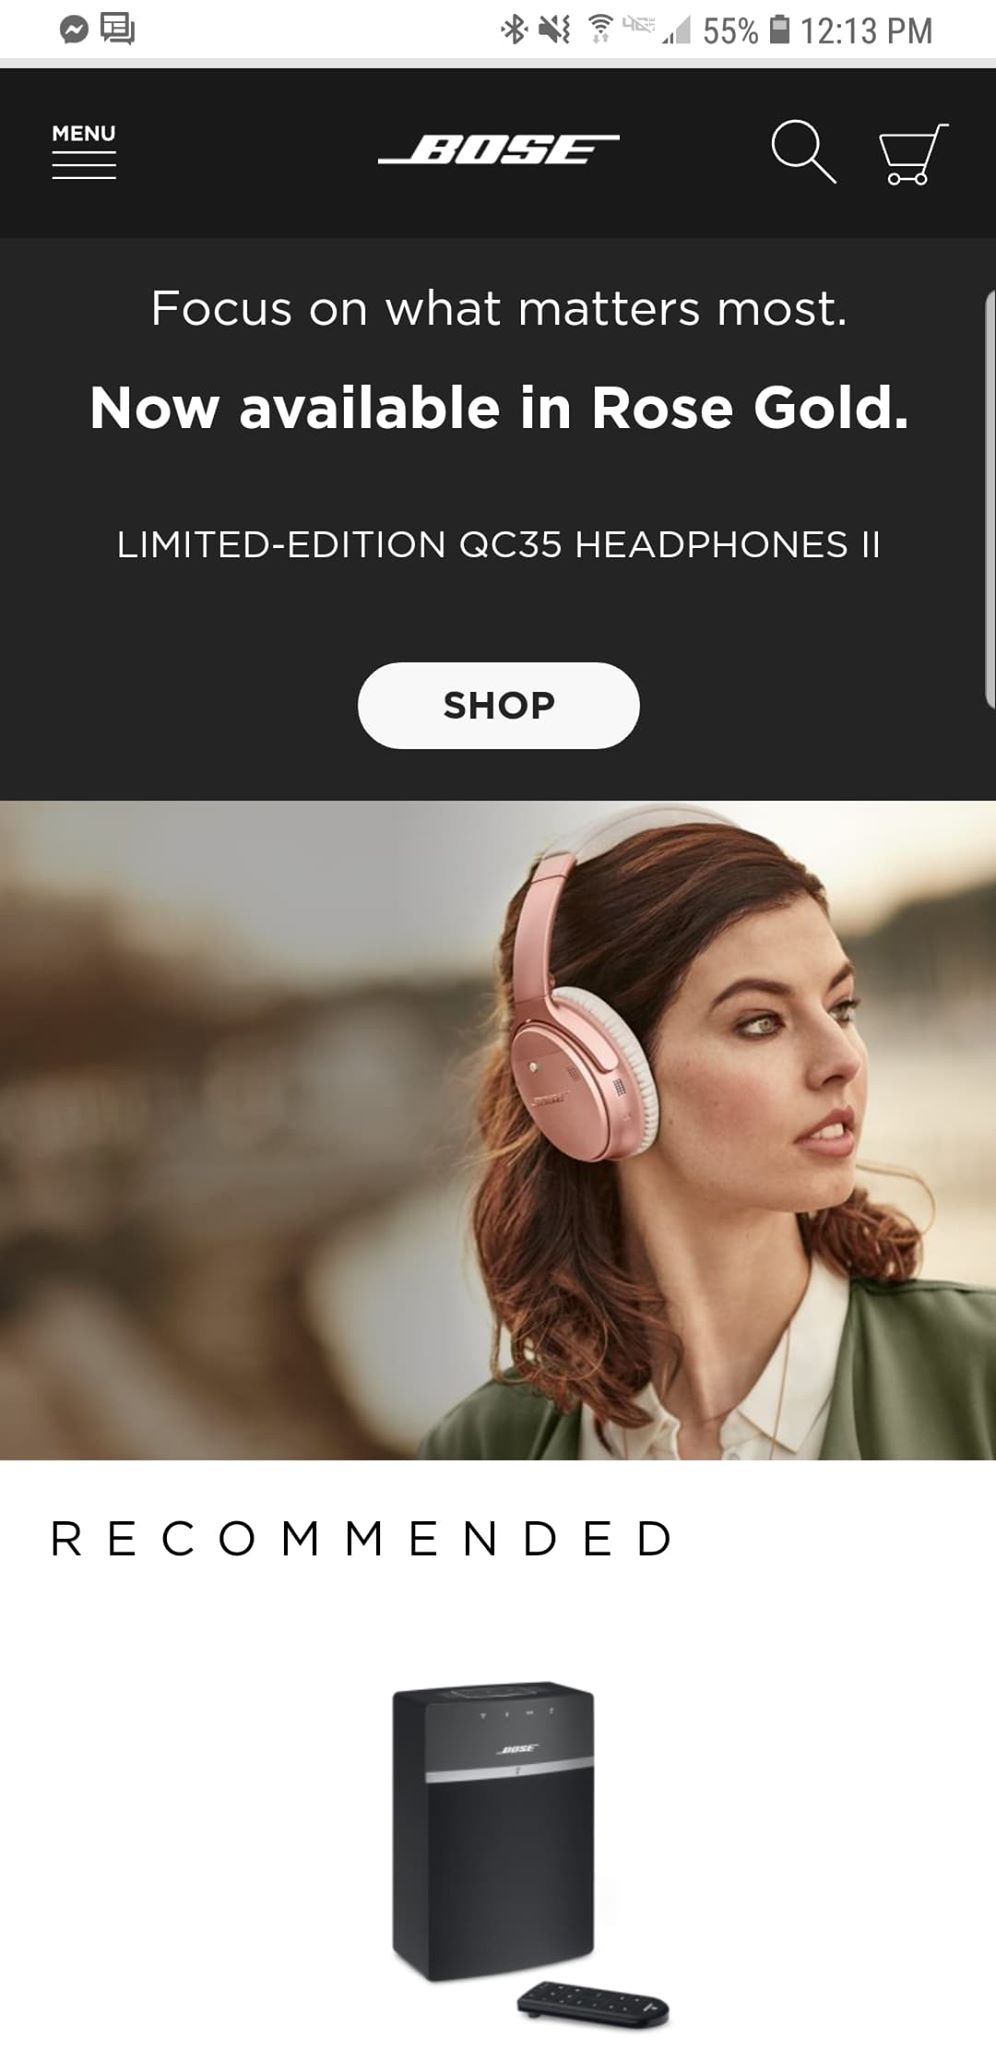 55% 12:13 PM
MENU
BOSE
Focus on what matters most.
Now available in Rose Gold.
LIMITED-EDITION QC35 HEADPHONES II
SHOP
BOSE
RECOMMENDED
BOSE